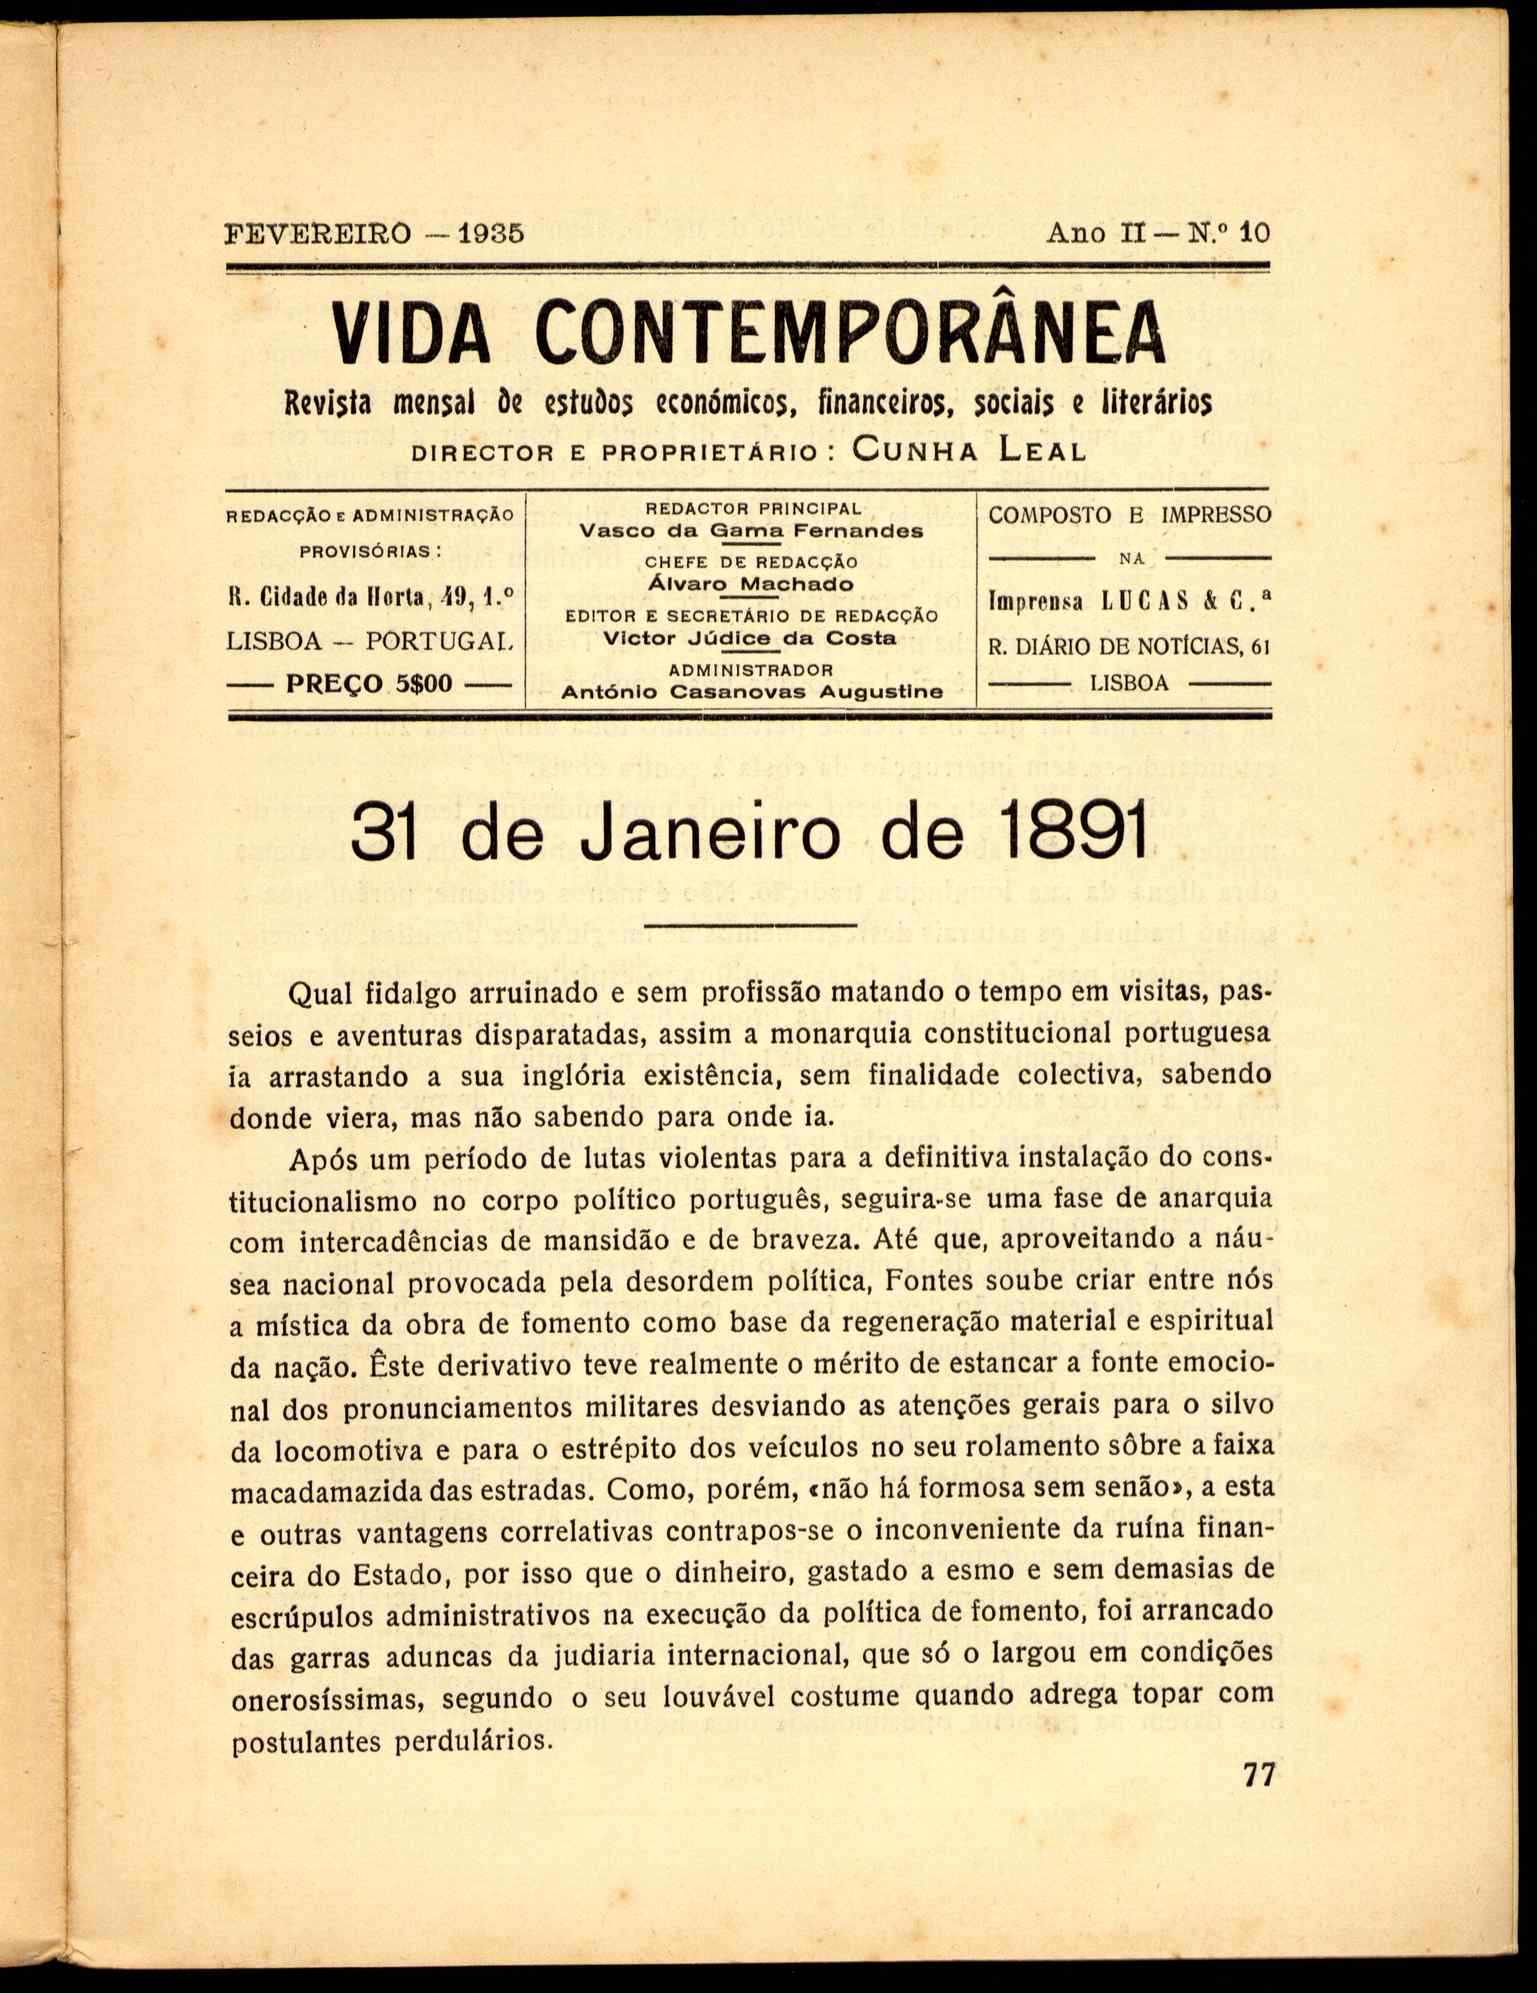 FEVEREIRO — 1935
Ano II — N.º 10
VIDA CONTEMPORÂNEA
Revista mensal de estudos económicos, financeiros, sociais e literários
DIRECTOR E PROPRIETÁRIO: CUNHA LEAL
REDACÇÃO E ADMINISTRAÇÃO
PROVISÓRIAS:
R. Cidade da Horta, 49, 1.º
LISBOA — PORTUGAL
PREÇO 5$00
REDACTOR PRINCIPAL
Vasco da Gama Fernandes
CHEFE DE REDACÇÃO
Álvaro Machado
EDITOR E SECRETÁRIO DE REDACÇÃO
Victor Júdice da Costa
ADMINISTRADOR
António Casanovas Augustine
COMPOSTO E IMPRESSO
NA
Imprensa LUCAS & C.ª
R. DIÁRIO DE NOTÍCIAS, 61
LISBOA
31 de Janeiro de 1891
Qual fidalgo arruinado e sem profissão matando o tempo em visitas, pas-
seios e aventuras disparatadas, assim a monarquia constitucional portuguesa
ia arrastando a sua inglória existência, sem finalidade colectiva, sabendo
donde viera, mas não sabendo para onde ia.
Após um período de lutas violentas para a definitiva instalação do cons-
titucionalismo no corpo político português, seguira-se uma fase de anarquia
com intercadências de mansidão e de braveza. Até que, aproveitando a náu-
sea nacional provocada pela desordem política, Fontes soube criar entre nós
a mística da obra de fomento como base da regeneração material e espiritual
da nação. Êste derivativo teve realmente o mérito de estancar a fonte emocio-
nal dos pronunciamentos militares desviando as atenções gerais para o silvo
da locomotiva e para o estrépito dos veículos no seu rolamento sôbre a faixa
macadamazida das estradas. Como, porém, «não há formosa sem senão», a esta
e outras vantagens correlativas contrapos-se o inconveniente da ruína finan-
ceira do Estado, por isso que o dinheiro, gastado a esmo e sem demasias de
escrúpulos administrativos na execução da política de fomento, foi arrancado
das garras aduncas da judiaria internacional, que só o largou em condições
onerosíssimas, segundo o seu louvável costume quando adrega topar com
postulantes perdulários.
77